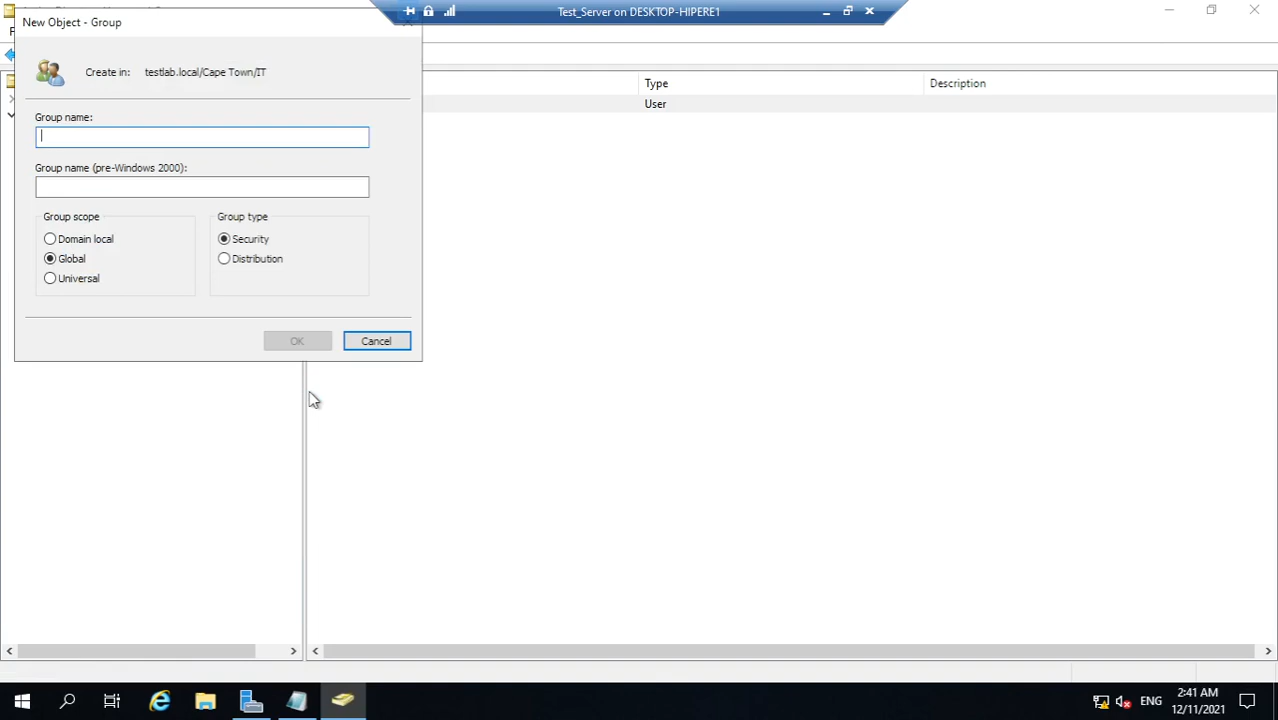 New Object - Group
Test_Server on DESKTOP-HIPERE1
Create in: testlab.local/Cape Town/IT
Type
Description
User
Group name:
Group name (pre-Windows 2000):
Group scope
Group type
Domain local
Security
Global
Distribution
Universal
OK
Cancel
ENG
2:41 AM
12/11/2021